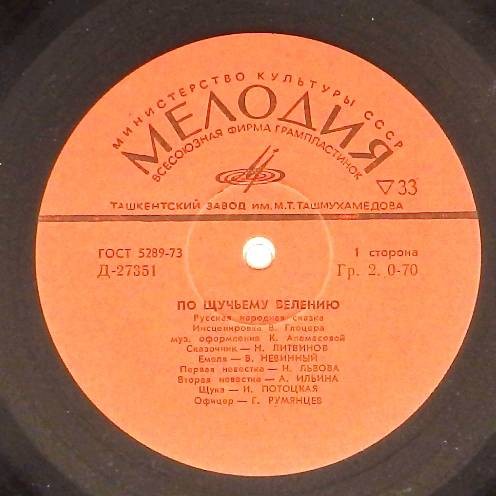 МИНИСТЕРСТВО КУЛЬТУРЫ СССР
МЕЛОДИЯ
ВСЕСОЮЗНАЯ ФИРМА ГРАМПЛАСТИНОК
33
ТАШКЕНТСКИЙ ЗАВОД ИМ. М.Т. ТАШМУХАМЕДОВА
ГОСТ 5289-73 1 сторона
Д-27351 Гр. 2. 0-70
ПО ЩУЧЬЕМУ ВЕЛЕНИЮ
Русская народная сказка
Инсценировка В. Глоцера
муз. оформление К. Алемасовой
Сказочник — Н. ЛИТВИНОВ
Емеля — В. НЕВИННЫЙ
Первая невестка — Н. ЛЬВОВА
Вторая невестка — А. ИЛЬИНА
Щука — И. ПОТОЦКАЯ
Офицер — Г. РУМЯНЦЕВ